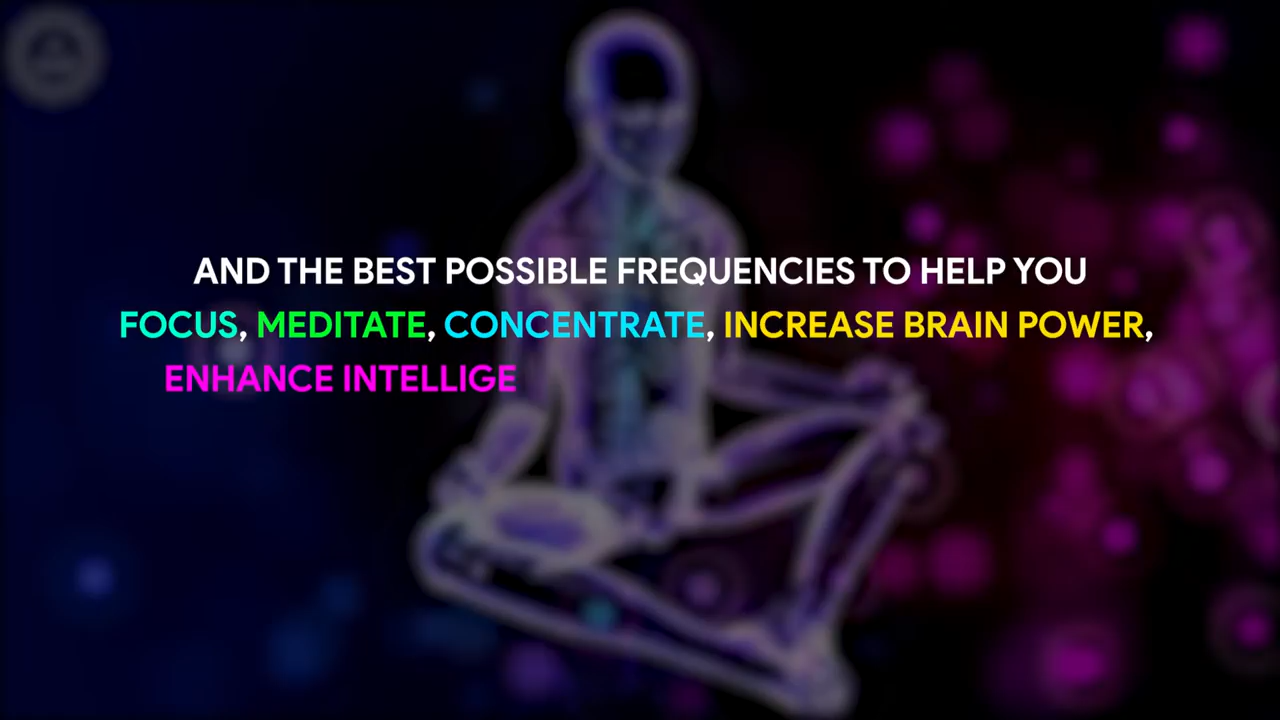 AND THE BEST POSSIBLE FREQUENCIES TO HELP YOU
FOCUS, MEDITATE, CONCENTRATE, INCREASE BRAIN POWER,
ENHANCE INTELLIGE